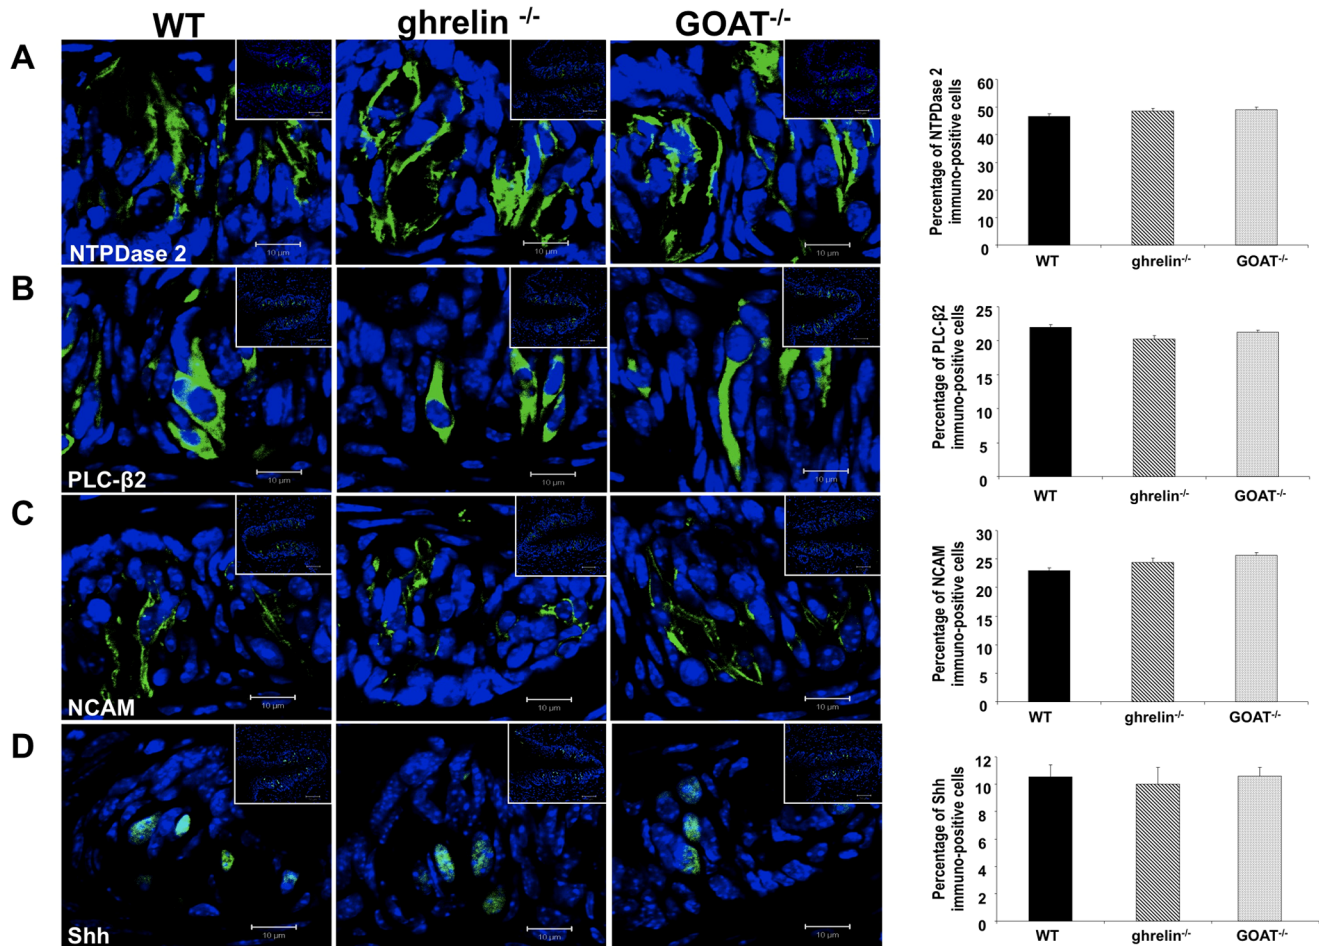 WT ghrelin -/- GOAT-/-
A
NTPDase 2
10 µm
10 µm
10 µm
Percentage of NTPDase 2
immuno-positive cells
60
50
40
30
20
10
0
WT ghrelin-/- GOAT-/-
B
PLC-β2
10 µm
10 µm
10 µm
Percentage of PLC-β2
immuno-positive cells
25
20
15
10
5
0
WT ghrelin-/- GOAT-/-
C
NCAM
10 µm
10 µm
10 µm
Percentage of NCAM
immuno-positive cells
30
25
20
15
10
5
0
WT ghrelin-/- GOAT-/-
D
Shh
10 µm
10 µm
10 µm
Percentage of Shh
immuno-positive cells
12
10
8
6
4
2
0
WT ghrelin-/- GOAT-/-